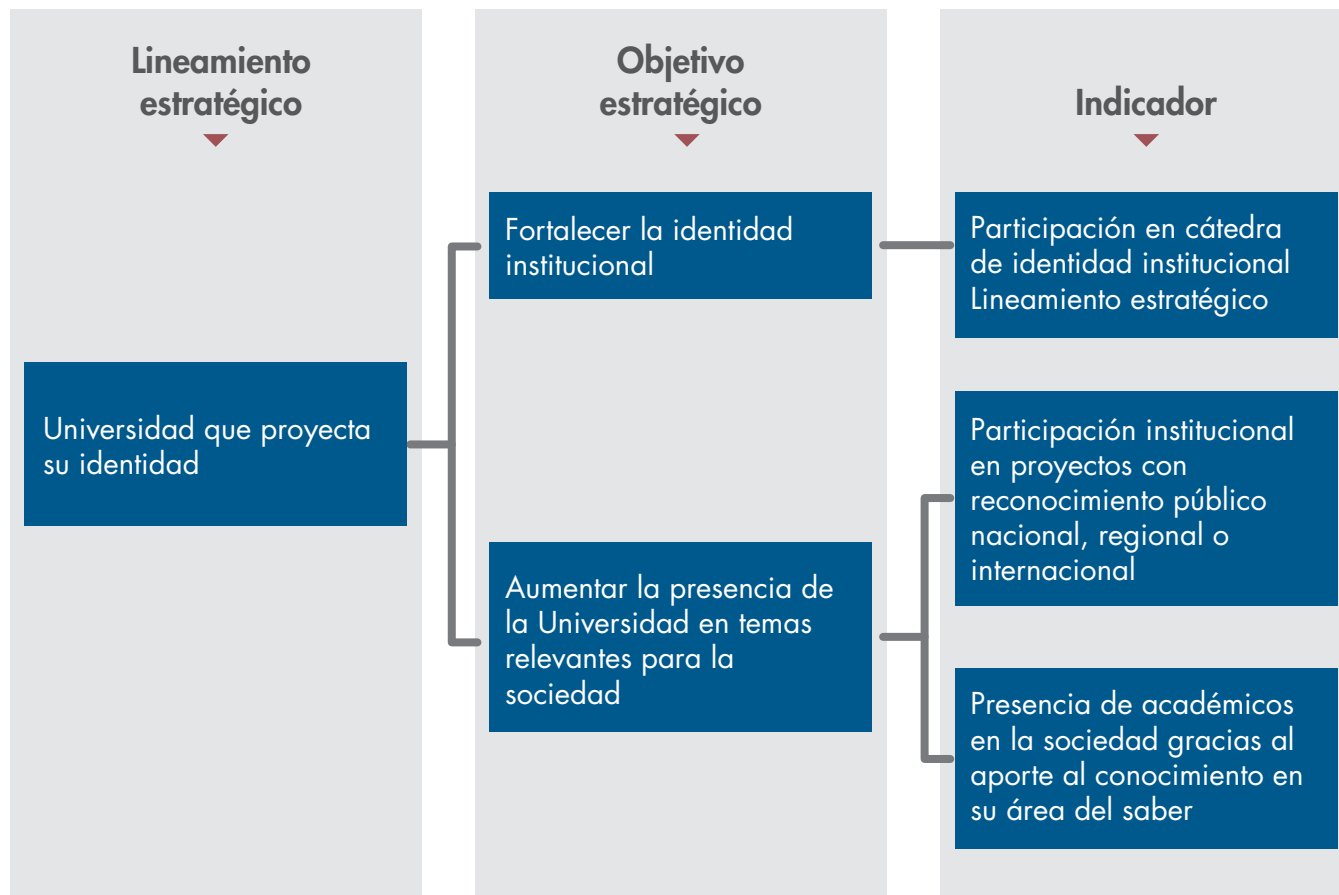 Lineamiento
estratégico
Objetivo
estratégico
Indicador
Universidad que proyecta
su identidad
Fortalecer la identidad
institucional
Aumentar la presencia de
la Universidad en temas
relevantes para la
sociedad
Participación en cátedra
de identidad institucional
Lineamiento estratégico
Participación institucional
en proyectos con
reconocimiento público
nacional, regional o
internacional
Presencia de académicos
en la sociedad gracias al
aporte al conocimiento en
su área del saber